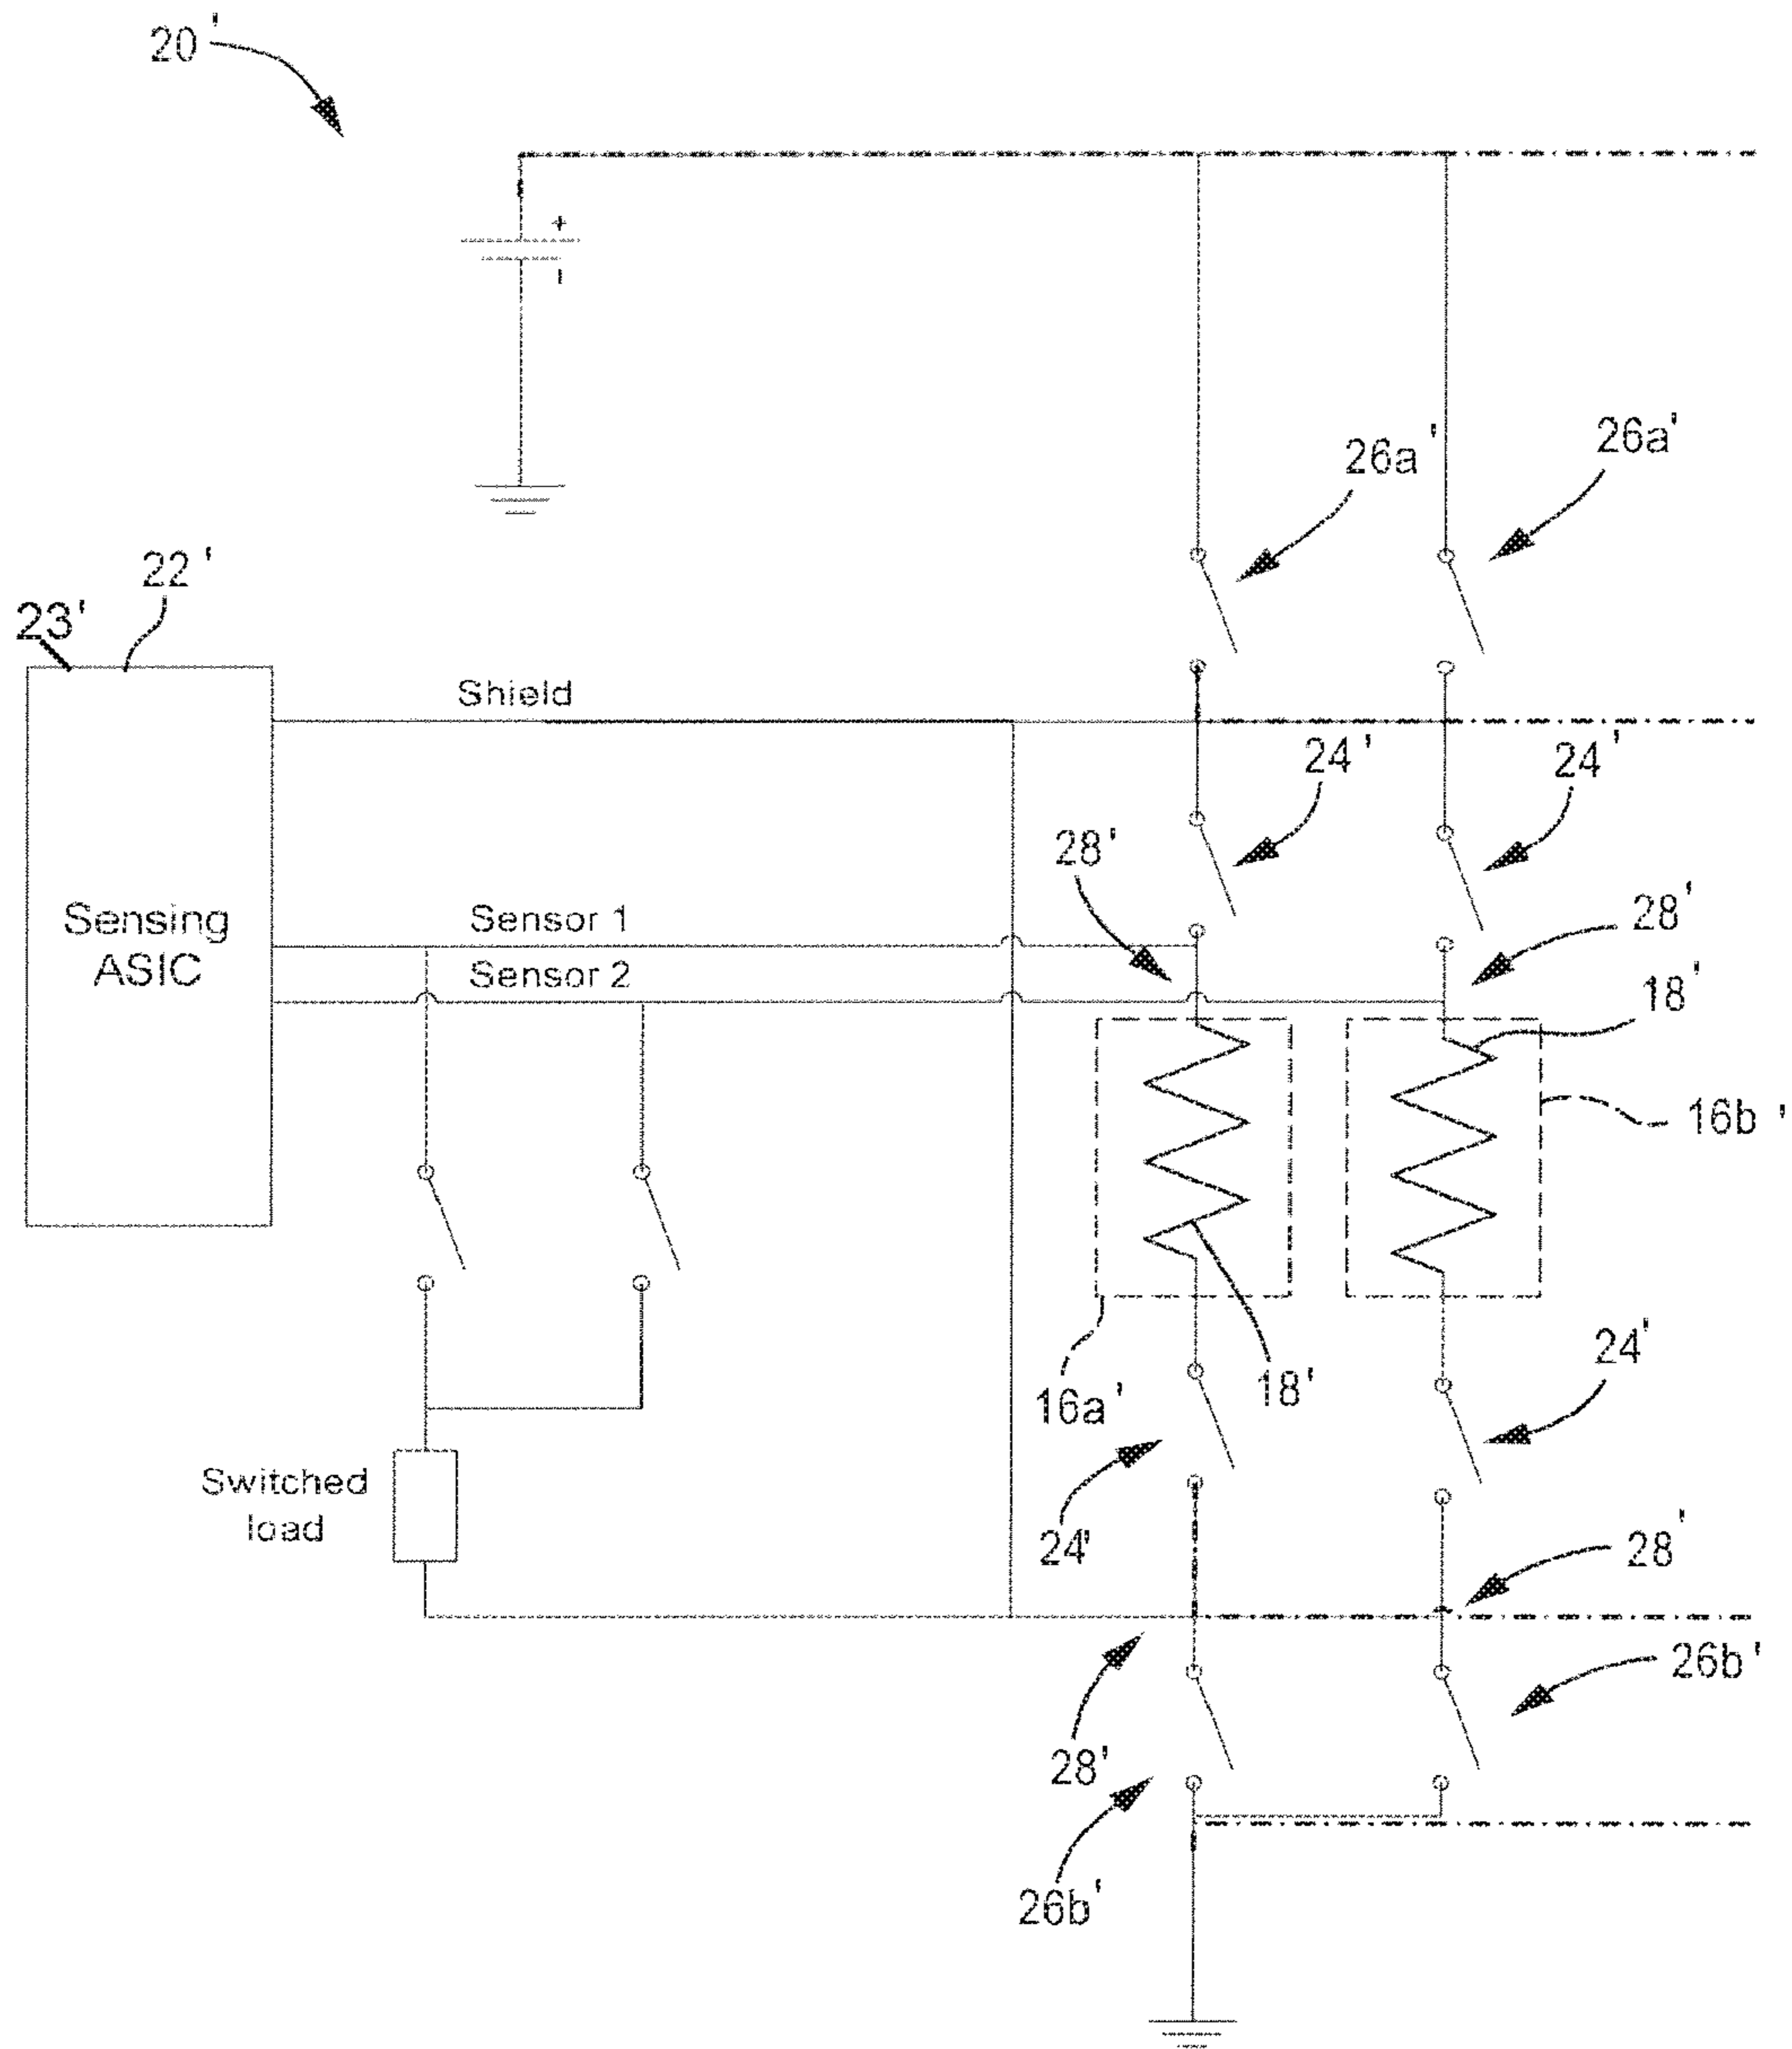 20'
+
-
26a'
26a'
22'
23'
Shield
24'
24'
28'
28'
Sensor 1
Sensing
ASIC
Sensor 2
18'
16b'
24'
18'
16a'
Switched
load
24'
28'
26b'
28'
26b'